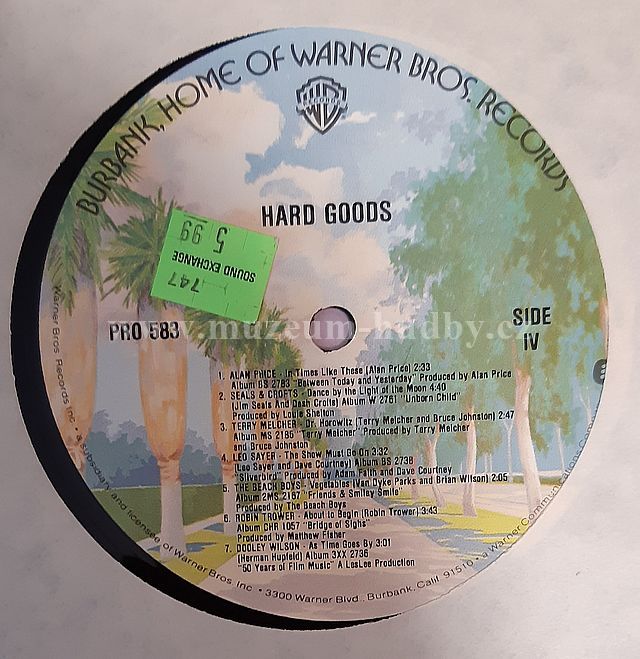 BURBANK, HOME OF WARNER BROS. RECORDS
RECORDS
HARD GOODS
5 99
SOUND EXCHANGE
747
PRO 583
SIDE
IV
www.muzeum-hudby.cz
1. ALAN PRICE - In Times Like These (Alan Price) 2:33
Album BS 2783 "Between Today and Yesterday" Produced by Alan Price
2. SEALS & CROFTS - Dance by the Light of the Moon 4:40
(Jim Seals and Dash Crofts) Album W 2761 "Unborn Child"
Produced by Louie Shelton
3. TERRY MELCHER - Dr. Horowitz (Terry Melcher and Bruce Johnston) 2:47
Album MS 2185 "Terry Melcher" Produced by Terry Melcher
and Bruce Johnston
4. LEO SAYER - The Show Must Go On 3:32
(Leo Sayer and Dave Courtney) Album BS 2738
"Silverbird" Produced by Adam Faith and Dave Courtney
5. THE BEACH BOYS - Vegetables (Van Dyke Parks and Brian Wilson) 2:05
Album 2MS 2167 "Friends & Smiley Smile"
Produced by The Beach Boys
6. ROBIN TROWER - About to Begin (Robin Trower) 3:43
Album CHR 1057 "Bridge of Sighs"
Produced by Matthew Fisher
7. DOOLEY WILSON - As Time Goes By 3:01
(Herman Hupfeld) Album 3XX 2736
"50 Years of Film Music" A LesLee Production
Warner Bros. Records Inc. • a subsidiary and licensee of Warner Bros. Inc. • 3300 Warner Blvd., Burbank, Calif. 91510 • a Warner Communications